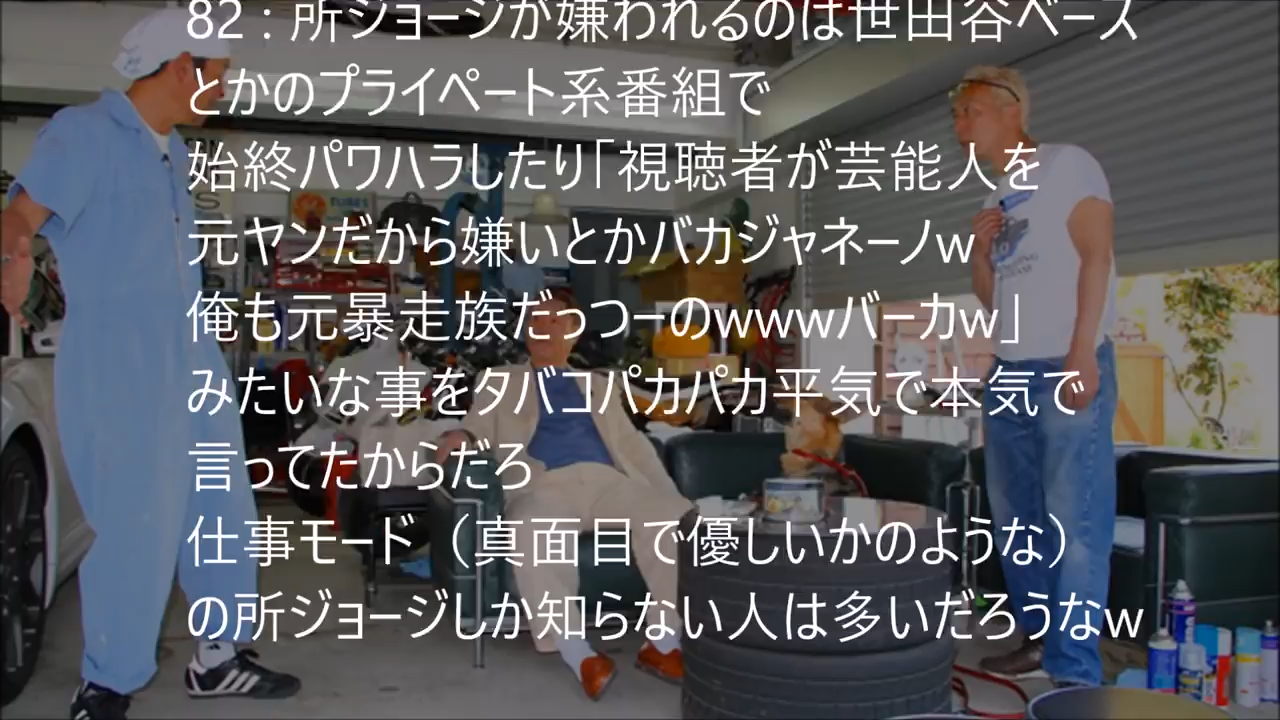 82：所ジョージが嫌われるのは世田谷ベース
とかのプライベート系番組で
始終パワハラしたり「視聴者が芸能人を
元ヤンだから嫌いとかバカジャネーノw
俺も元暴走族だっつーのwwwバーカw」
みたいな事をタバコパカパカ平気で本気で
言ってたからだろ
仕事モード（真面目で優しいかのような）
の所ジョージしか知らない人は多いだろうなw
TUBES